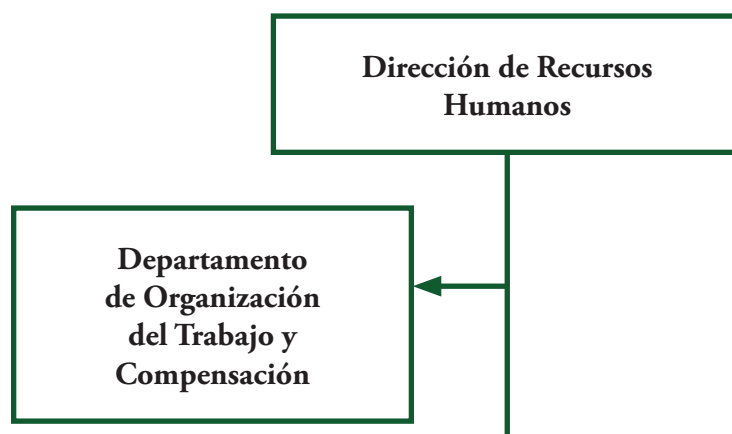 Dirección de Recursos
Humanos
Departamento
de Organización
del Trabajo y
Compensación